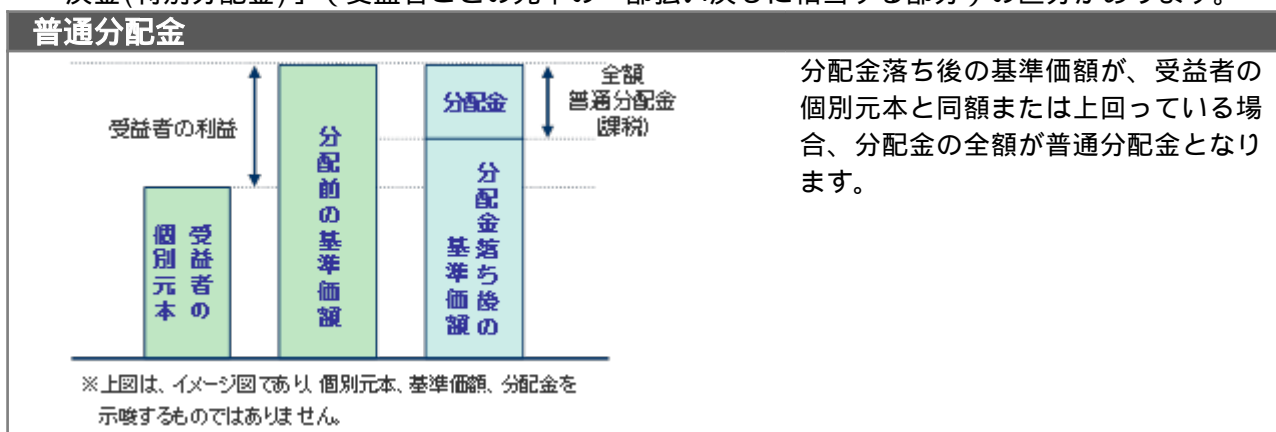 普通分配金
全額
普通分配金
(課税)
分配金
受益者の利益
分配前の基準価額
分配金落ち後の
基準価額
受益者の
個別元本
※上図は、イメージ図であり、個別元本、基準価額、分配金を
示唆するものではありません。
分配金落ち後の基準価額が、受益者の
個別元本と同額または上回っている場
合、分配金の全額が普通分配金となり
ます。